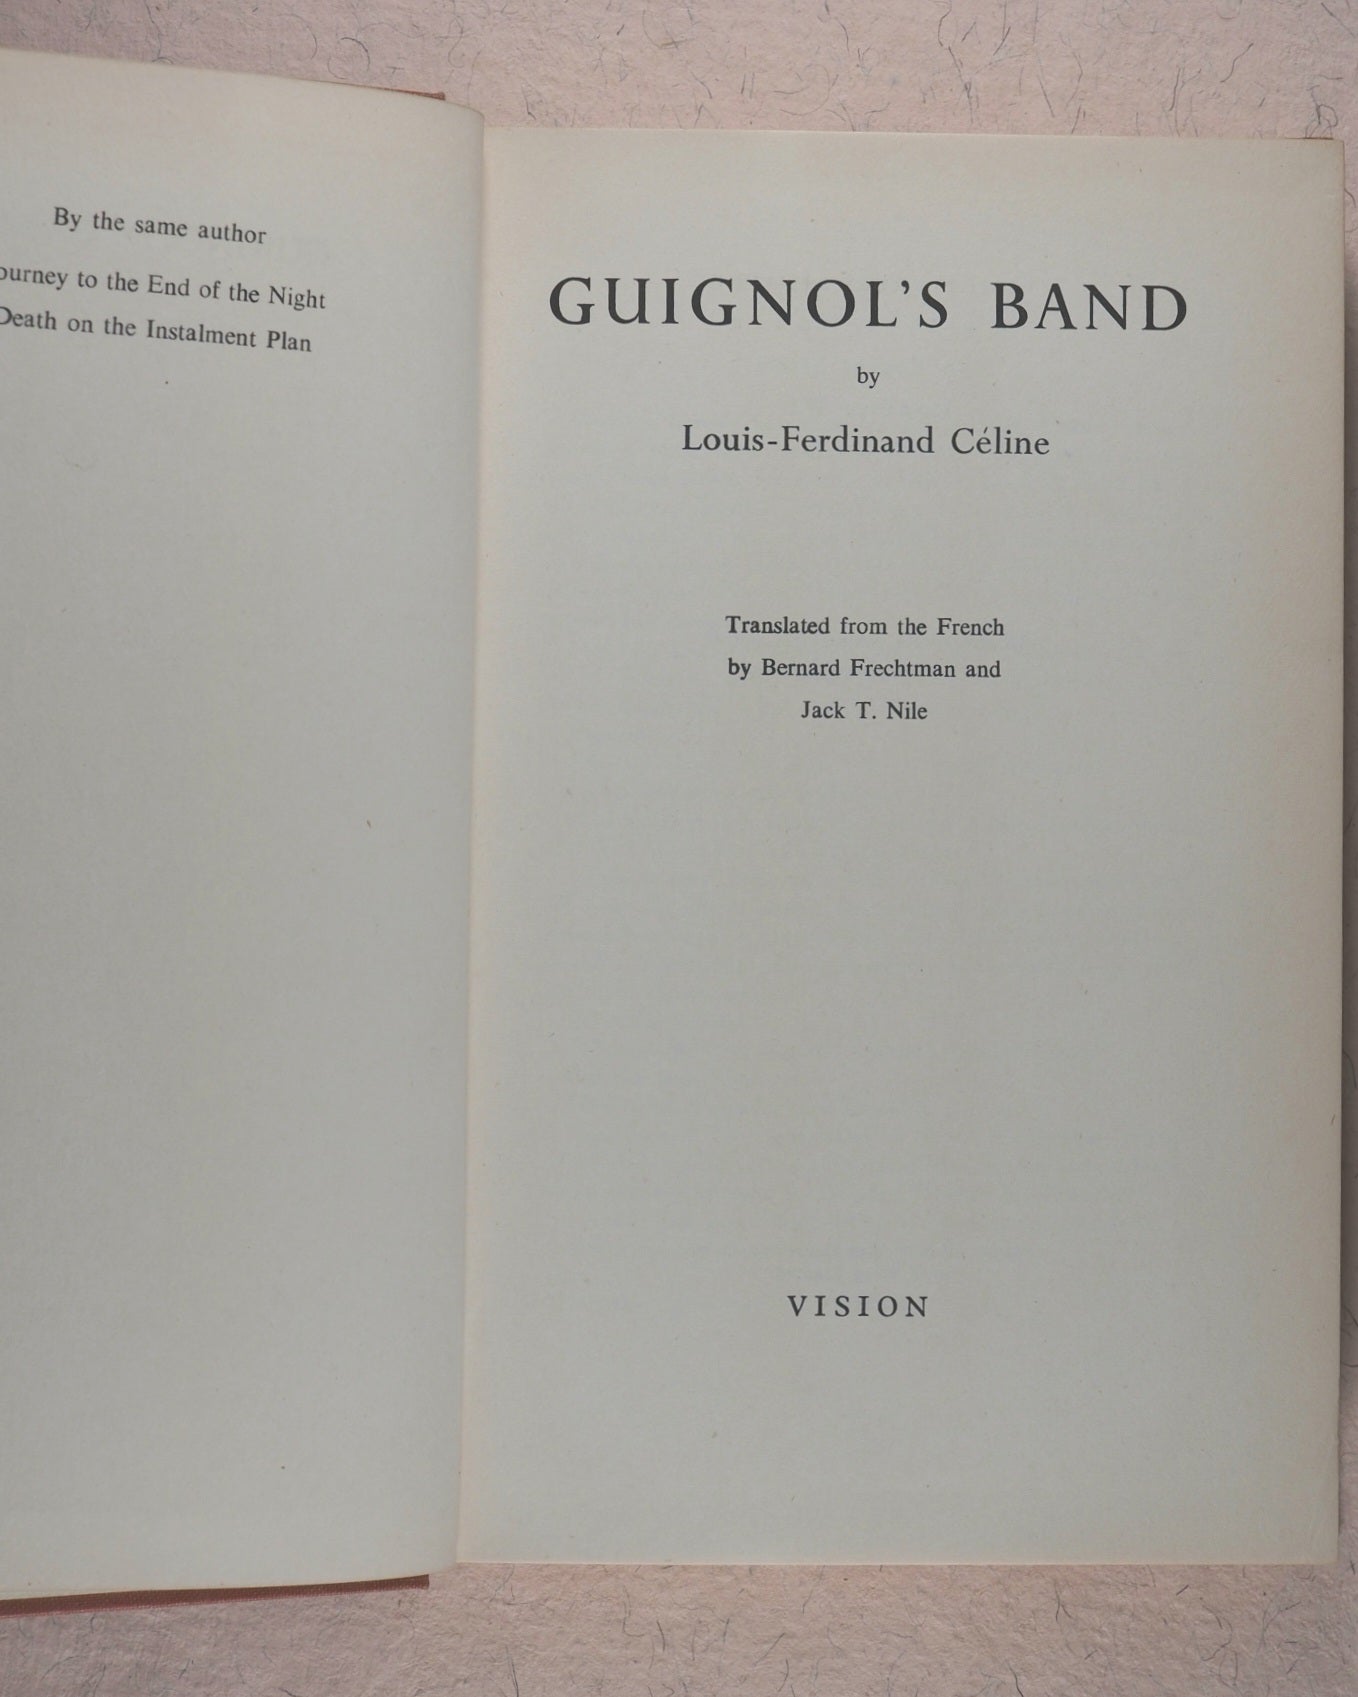 By the same author
ourney to the End of the Night
Death on the Instalment Plan
GUIGNOL'S BAND
by
Louis-Ferdinand Céline
Translated from the French
by Bernard Frechtman and
Jack T. Nile
VISION